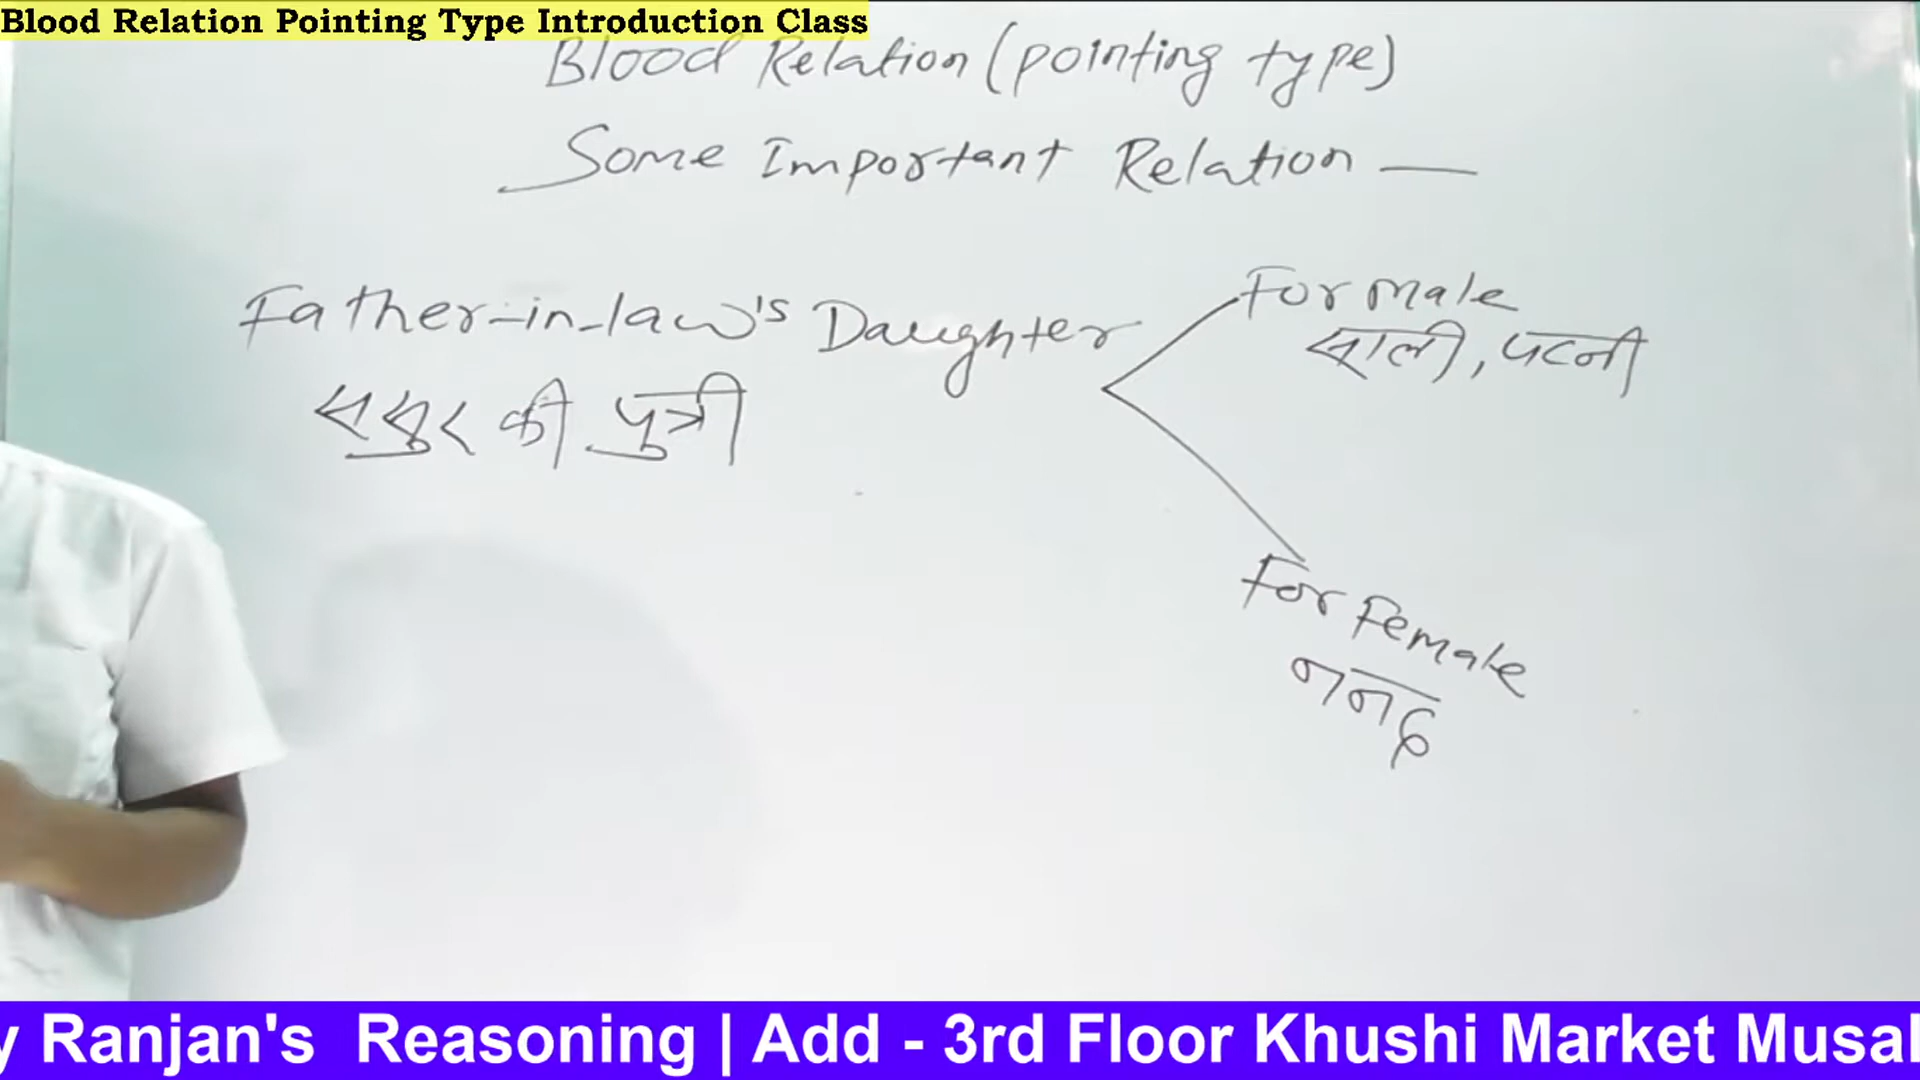 Blood Relation Pointing Type Introduction Class
Blood Relation (pointing type)
Some Important Relation —
Father-in-law's Daughter
ससुर की पुत्री
For male
साली, पत्नी
For Female
ननद
y Ranjan's Reasoning | Add - 3rd Floor Khushi Market Musal